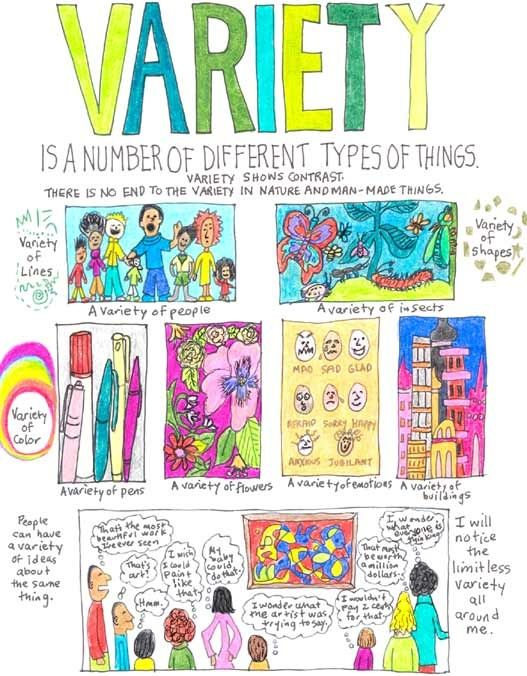 VARIETY
IS A NUMBER OF DIFFERENT TYPES OF THINGS.
VARIETY SHOWS CONTRAST.
THERE IS NO END TO THE VARIETY IN NATURE AND MAN-MADE THINGS.
Variety
of
Lines
Variety
of
shapes
A variety of people
A variety of insects
Variety
of
Color
MAD SAD GLAD
AFRAID SORRY HAPPY
ANXIOUS JUBILANT
A variety of pens
A variety of flowers
A variety of emotions
A variety of
buildings
People
can have
a variety
of ideas
about the
same
thing.
That's the most
beautiful work
I've ever seen
That's
art?
Hmm.
I wish
I could
paint
like
that.
My
baby
could
do that.
I wonder what
the artist was
trying to say.
That must
be worth
a million
dollars.
I wouldn't
pay 2 cents
for that.
I wonder
what
everyone is
thinking.
I will
notice
the
limitless
variety
all
around
me.